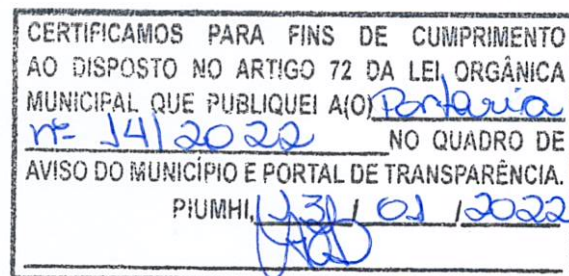 CERTIFICAMOS PARA FINS DE CUMPRIMENTO
AO DISPOSTO NO ARTIGO 72 DA LEI ORGÂNICA
MUNICIPAL QUE PUBLIQUEI A(O) Portaria
nº 14/2022 NO QUADRO DE
AVISO DO MUNICÍPIO E PORTAL DE TRANSPARÊNCIA.
PIUMHI, 13 / 01 / 2022